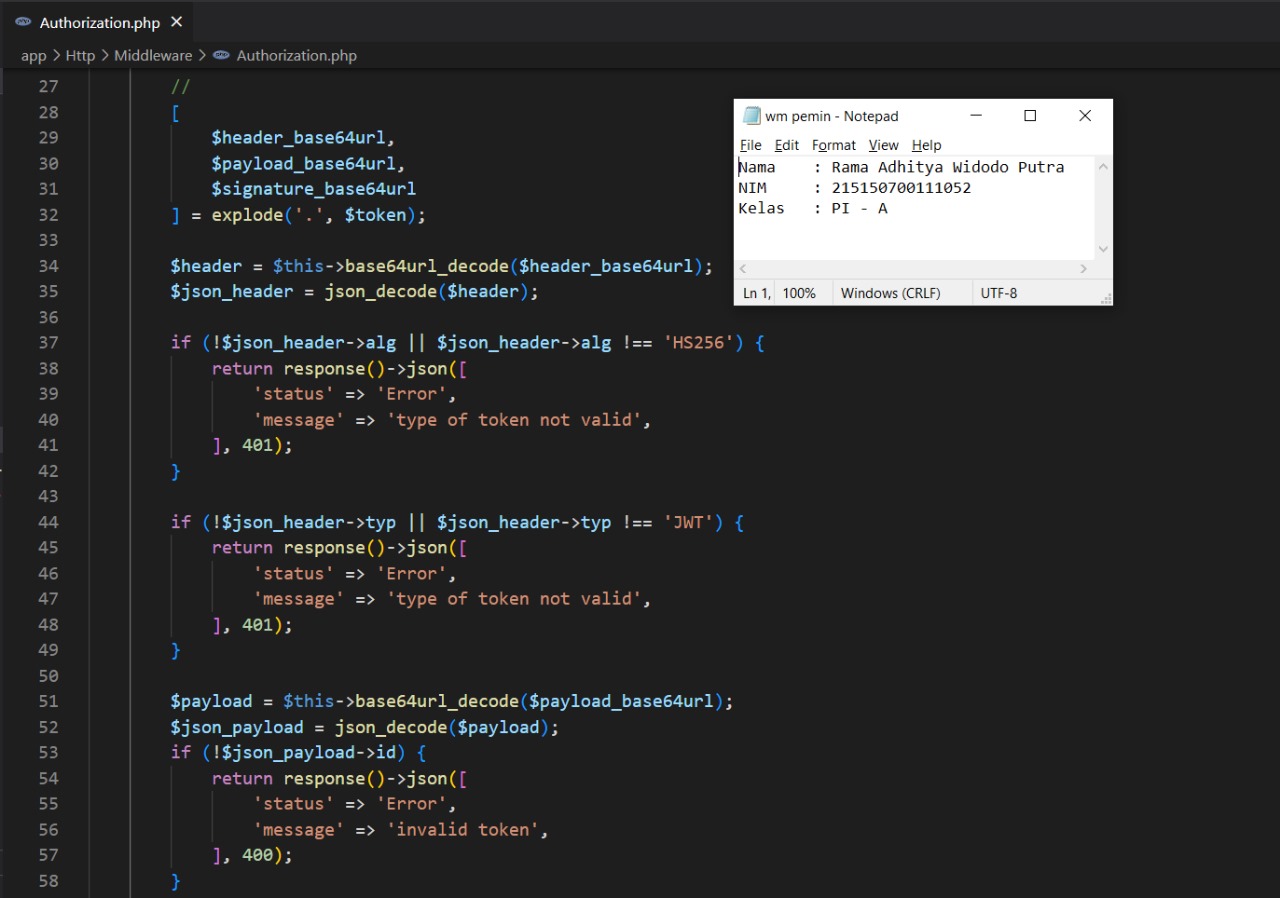 Authorization.php
app > Http > Middleware > Authorization.php
27 //
28 [
29 $header_base64url,
30 $payload_base64url,
31 $signature_base64url
32 ] = explode('.', $token);
33
34 $header = $this->base64url_decode($header_base64url);
35 $json_header = json_decode($header);
36
37 if (!$json_header->alg || $json_header->alg !== 'HS256') {
38 return response()->json([
39 'status' => 'Error',
40 'message' => 'type of token not valid',
41 ], 401);
42 }
43
44 if (!$json_header->typ || $json_header->typ !== 'JWT') {
45 return response()->json([
46 'status' => 'Error',
47 'message' => 'type of token not valid',
48 ], 401);
49 }
50
51 $payload = $this->base64url_decode($payload_base64url);
52 $json_payload = json_decode($payload);
53 if (!$json_payload->id) {
54 return response()->json([
55 'status' => 'Error',
56 'message' => 'invalid token',
57 ], 400);
58 }
wm pemin - Notepad
File Edit Format View Help
Nama : Rama Adhitya Widodo Putra
NIM : 215150700111052
Kelas : PI - A
Ln 1, 100% Windows (CRLF) UTF-8